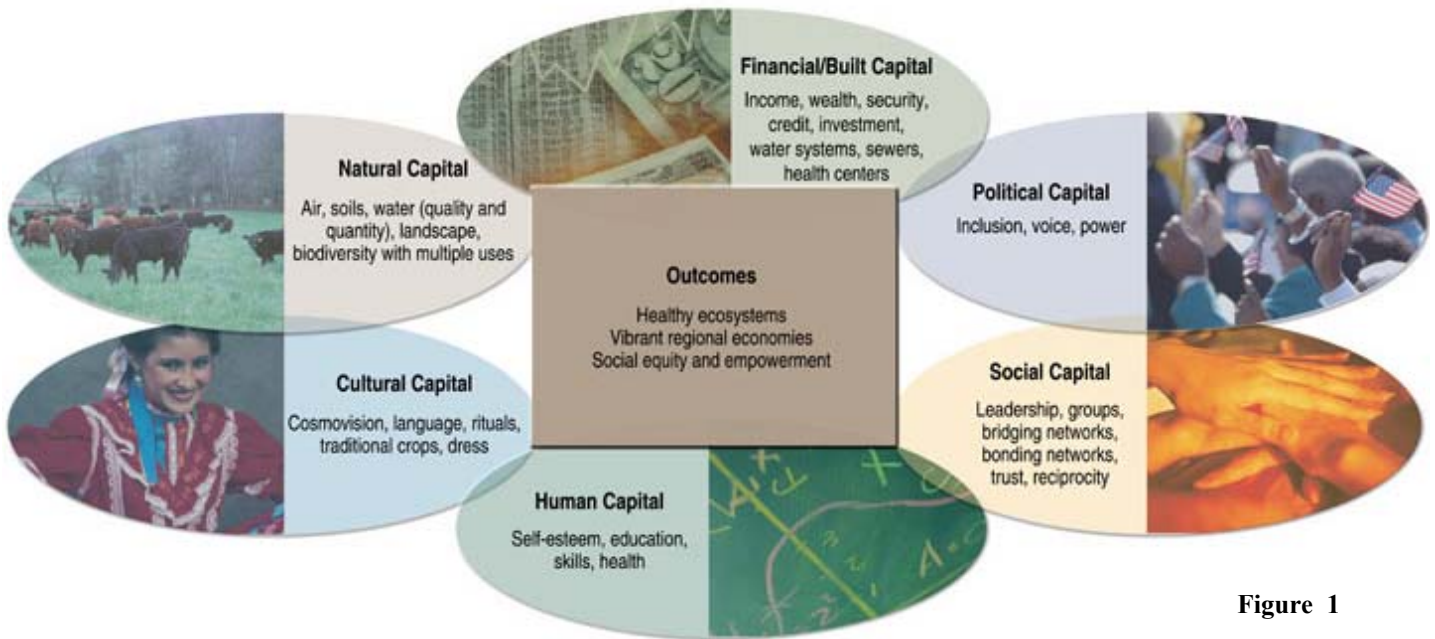 Financial/Built Capital
Income, wealth, security,
credit, investment,
water systems, sewers,
health centers
Natural Capital
Air, soils, water (quality and
quantity), landscape,
biodiversity with multiple uses
Political Capital
Inclusion, voice, power
Outcomes
Healthy ecosystems
Vibrant regional economies
Social equity and empowerment
Cultural Capital
Cosmovision, language, rituals,
traditional crops, dress
Social Capital
Leadership, groups,
bridging networks,
bonding networks,
trust, reciprocity
Human Capital
Self-esteem, education,
skills, health
Figure 1